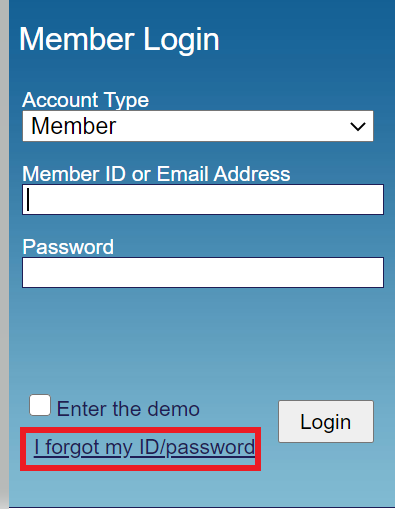 Member Login
Account Type
Member
Member ID or Email Address
Password
Enter the demo
Login
I forgot my ID/password